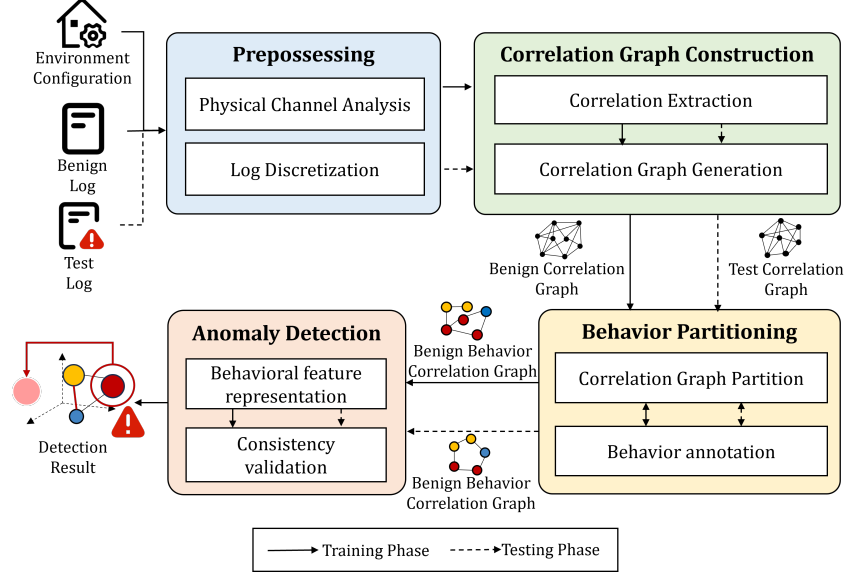 Environment
Configuration
Benign
Log
Test
Log
Prepossessing
Physical Channel Analysis
Log Discretization
Correlation Graph Construction
Correlation Extraction
Correlation Graph Generation
Benign Correlation
Graph
Test Correlation
Graph
Behavior Partitioning
Correlation Graph Partition
Behavior annotation
Benign Behavior
Correlation Graph
Benign Behavior
Correlation Graph
Anomaly Detection
Behavioral feature
representation
Consistency
validation
Detection
Result
Training Phase
Testing Phase